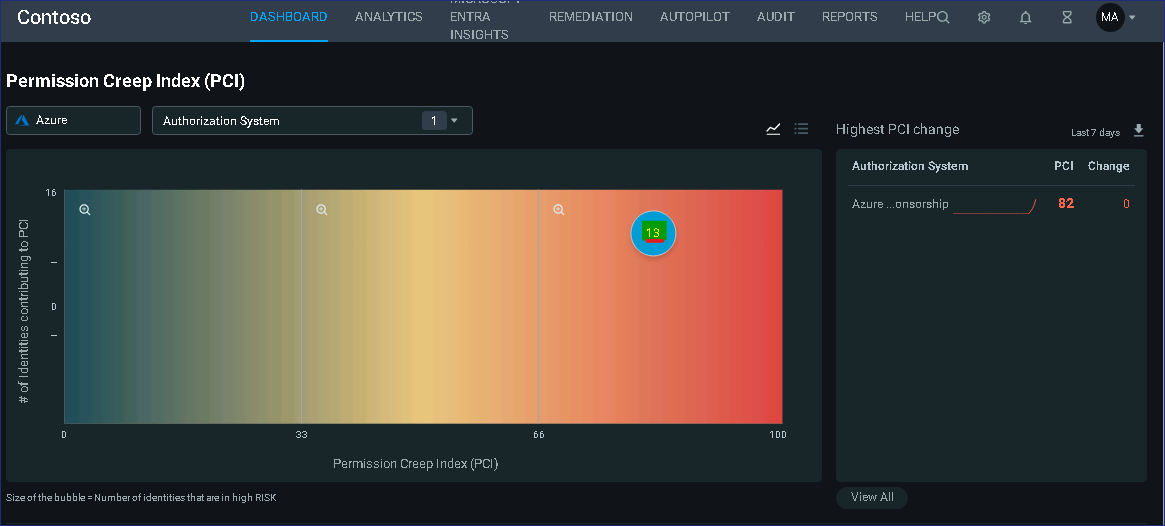 Contoso
DASHBOARD
ANALYTICS
MICROSOFT
ENTRA
INSIGHTS
REMEDIATION
AUTOPILOT
AUDIT
REPORTS
HELP
MA
Permission Creep Index (PCI)
Azure
Authorization System
1
Highest PCI change
Last 7 days
Authorization System PCI Change
Azure ...onsorship 82 0
# of Identities contributing to PCI
16
0
13
0 33 66 100
Permission Creep Index (PCI)
Size of the bubble = Number of identities that are in high RISK
View All